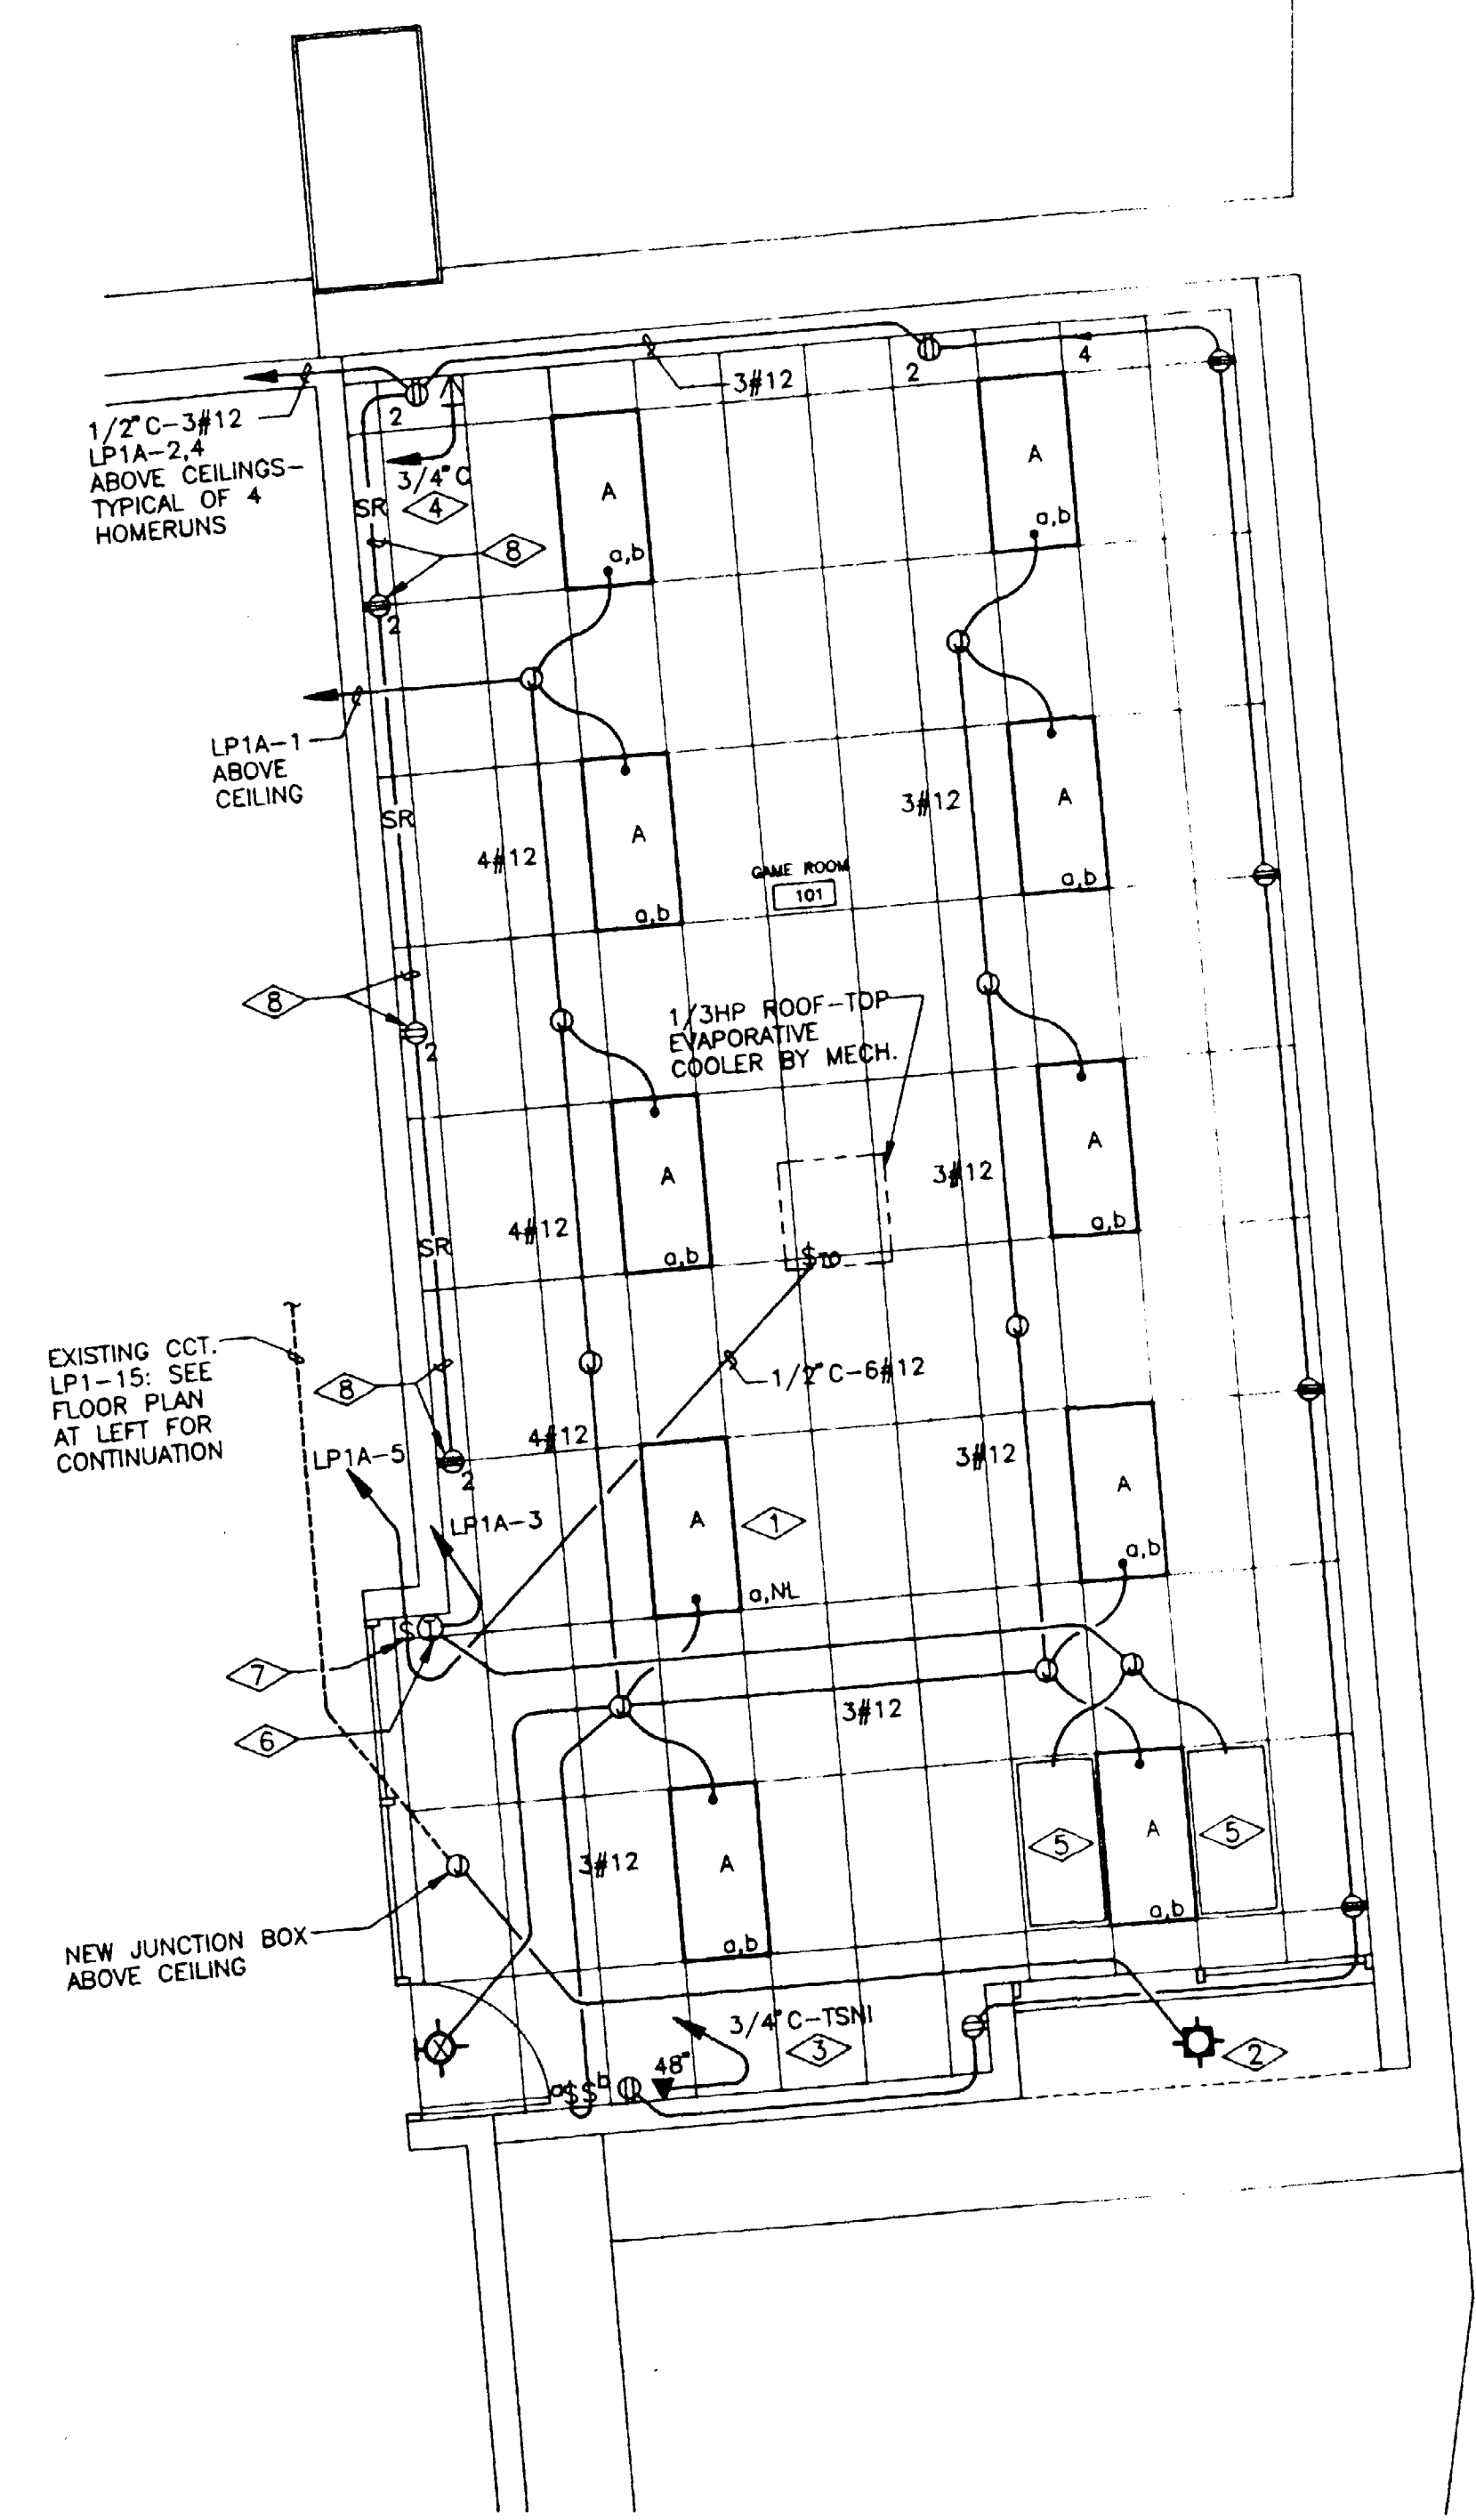 2
4
2
3#12
1/2"C-3#12
LP1A-2,4
ABOVE CEILINGS-
TYPICAL OF 4
HOMERUNS
2
3/4"C
4
SR
A
a,b
A
a,b
8
2
LP1A-1
ABOVE
CEILING
SR
4#12
A
a,b
3#12
A
a,b
GAME ROOM
101
8
2
1/3HP ROOF-TOP
EVAPORATIVE
COOLER BY MECH.
A
a,b
A
a,b
3#12
4#12
SR
$TO
EXISTING CCT.
LP1-15: SEE
FLOOR PLAN
AT LEFT FOR
CONTINUATION
8
1/2"C-6#12
4#12
3#12
LP1A-5
2
LP1A-3
A
1
a,NL
A
a,b
$
T
7
6
3#12
5
A
a,b
5
3#12
A
a,b
NEW JUNCTION BOX
ABOVE CEILING
X
3/4"C-TSNI
3
2
48"
a$$b